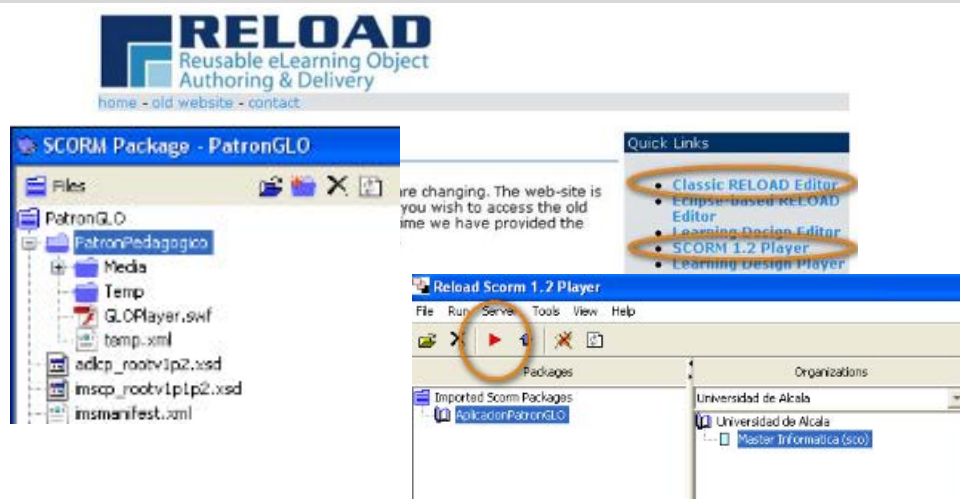 RELOAD
Reusable eLearning Object
Authoring & Delivery
home - old website - contact
SCORM Package - PatronGLO
Files
PatronGLO
PatronPedagogico
Media
Temp
GLOPlayer.swf
temp.xml
adlcp_rootv1p2.xsd
imscp_rootv1p1p2.xsd
imsmanifest.xml
re changing. The web-site is
you wish to access the old
me we have provided the
Quick Links
Classic RELOAD Editor
Eclipse-based RELOAD
Editor
Learning Design Editor
SCORM 1.2 Player
Learning Design Player
Reload Scorm 1.2 Player
File Run Server Tools View Help
Packages
Imported Scorm Packages
AplicacionPatronGLO
Organizations
Universidad de Alcala
Universidad de Alcala
Master Informatica (sco)